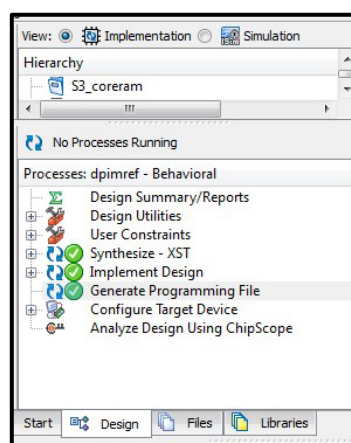 View: Implementation Simulation
Hierarchy
S3_coreram
No Processes Running
Processes: dpimref - Behavioral
Design Summary/Reports
Design Utilities
User Constraints
Synthesize - XST
Implement Design
Generate Programming File
Configure Target Device
Analyze Design Using ChipScope
Start Design Files Libraries